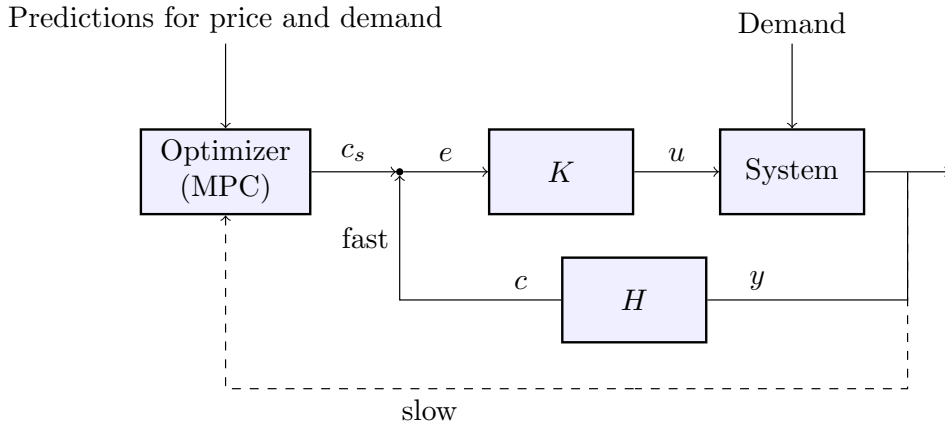 Predictions for price and demand
Demand
Optimizer
(MPC)
c_s
e
K
u
System
fast
c
H
y
slow